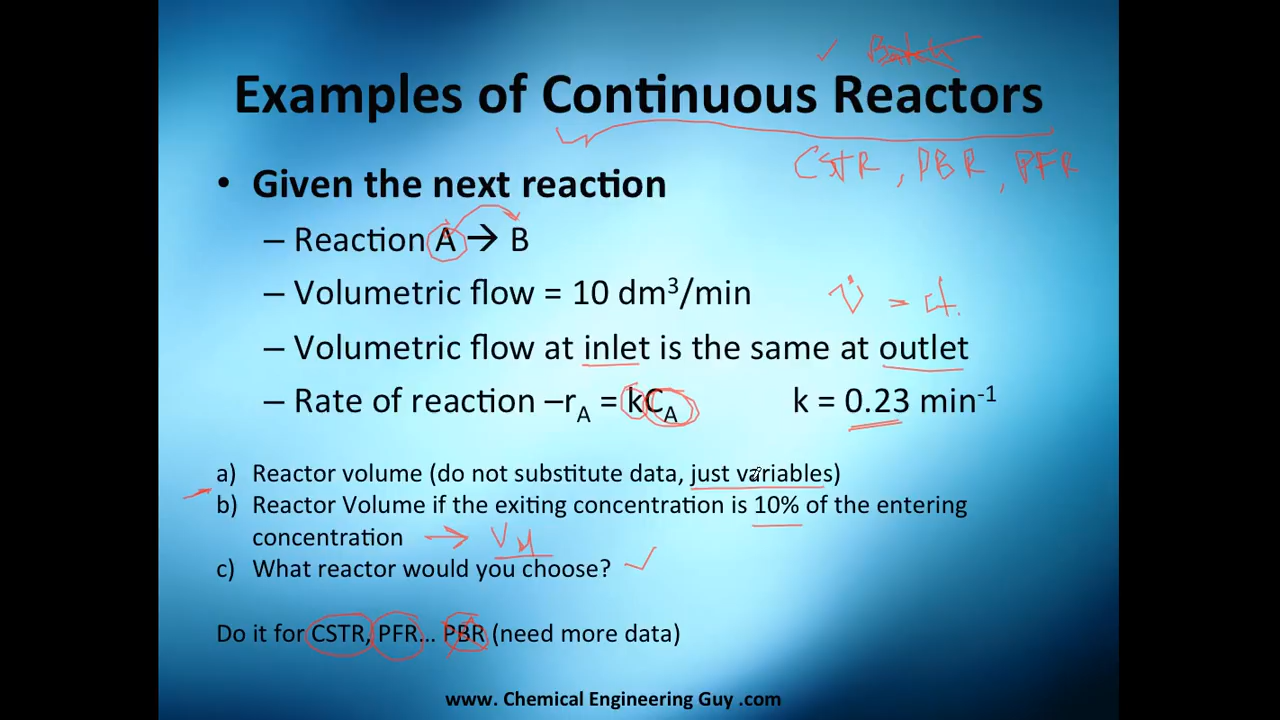 Batch
Examples of Continuous Reactors
CSTR, PBR, PFR
• Given the next reaction
– Reaction A → B
– Volumetric flow = 10 dm³/min
– Volumetric flow at inlet is the same at outlet
– Rate of reaction –rA = kCA k = 0.23 min-1
a) Reactor volume (do not substitute data, just variables)
b) Reactor Volume if the exiting concentration is 10% of the entering
concentration
c) What reactor would you choose?
Do it for CSTR, PFR… PBR (need more data)
www. Chemical Engineering Guy .com